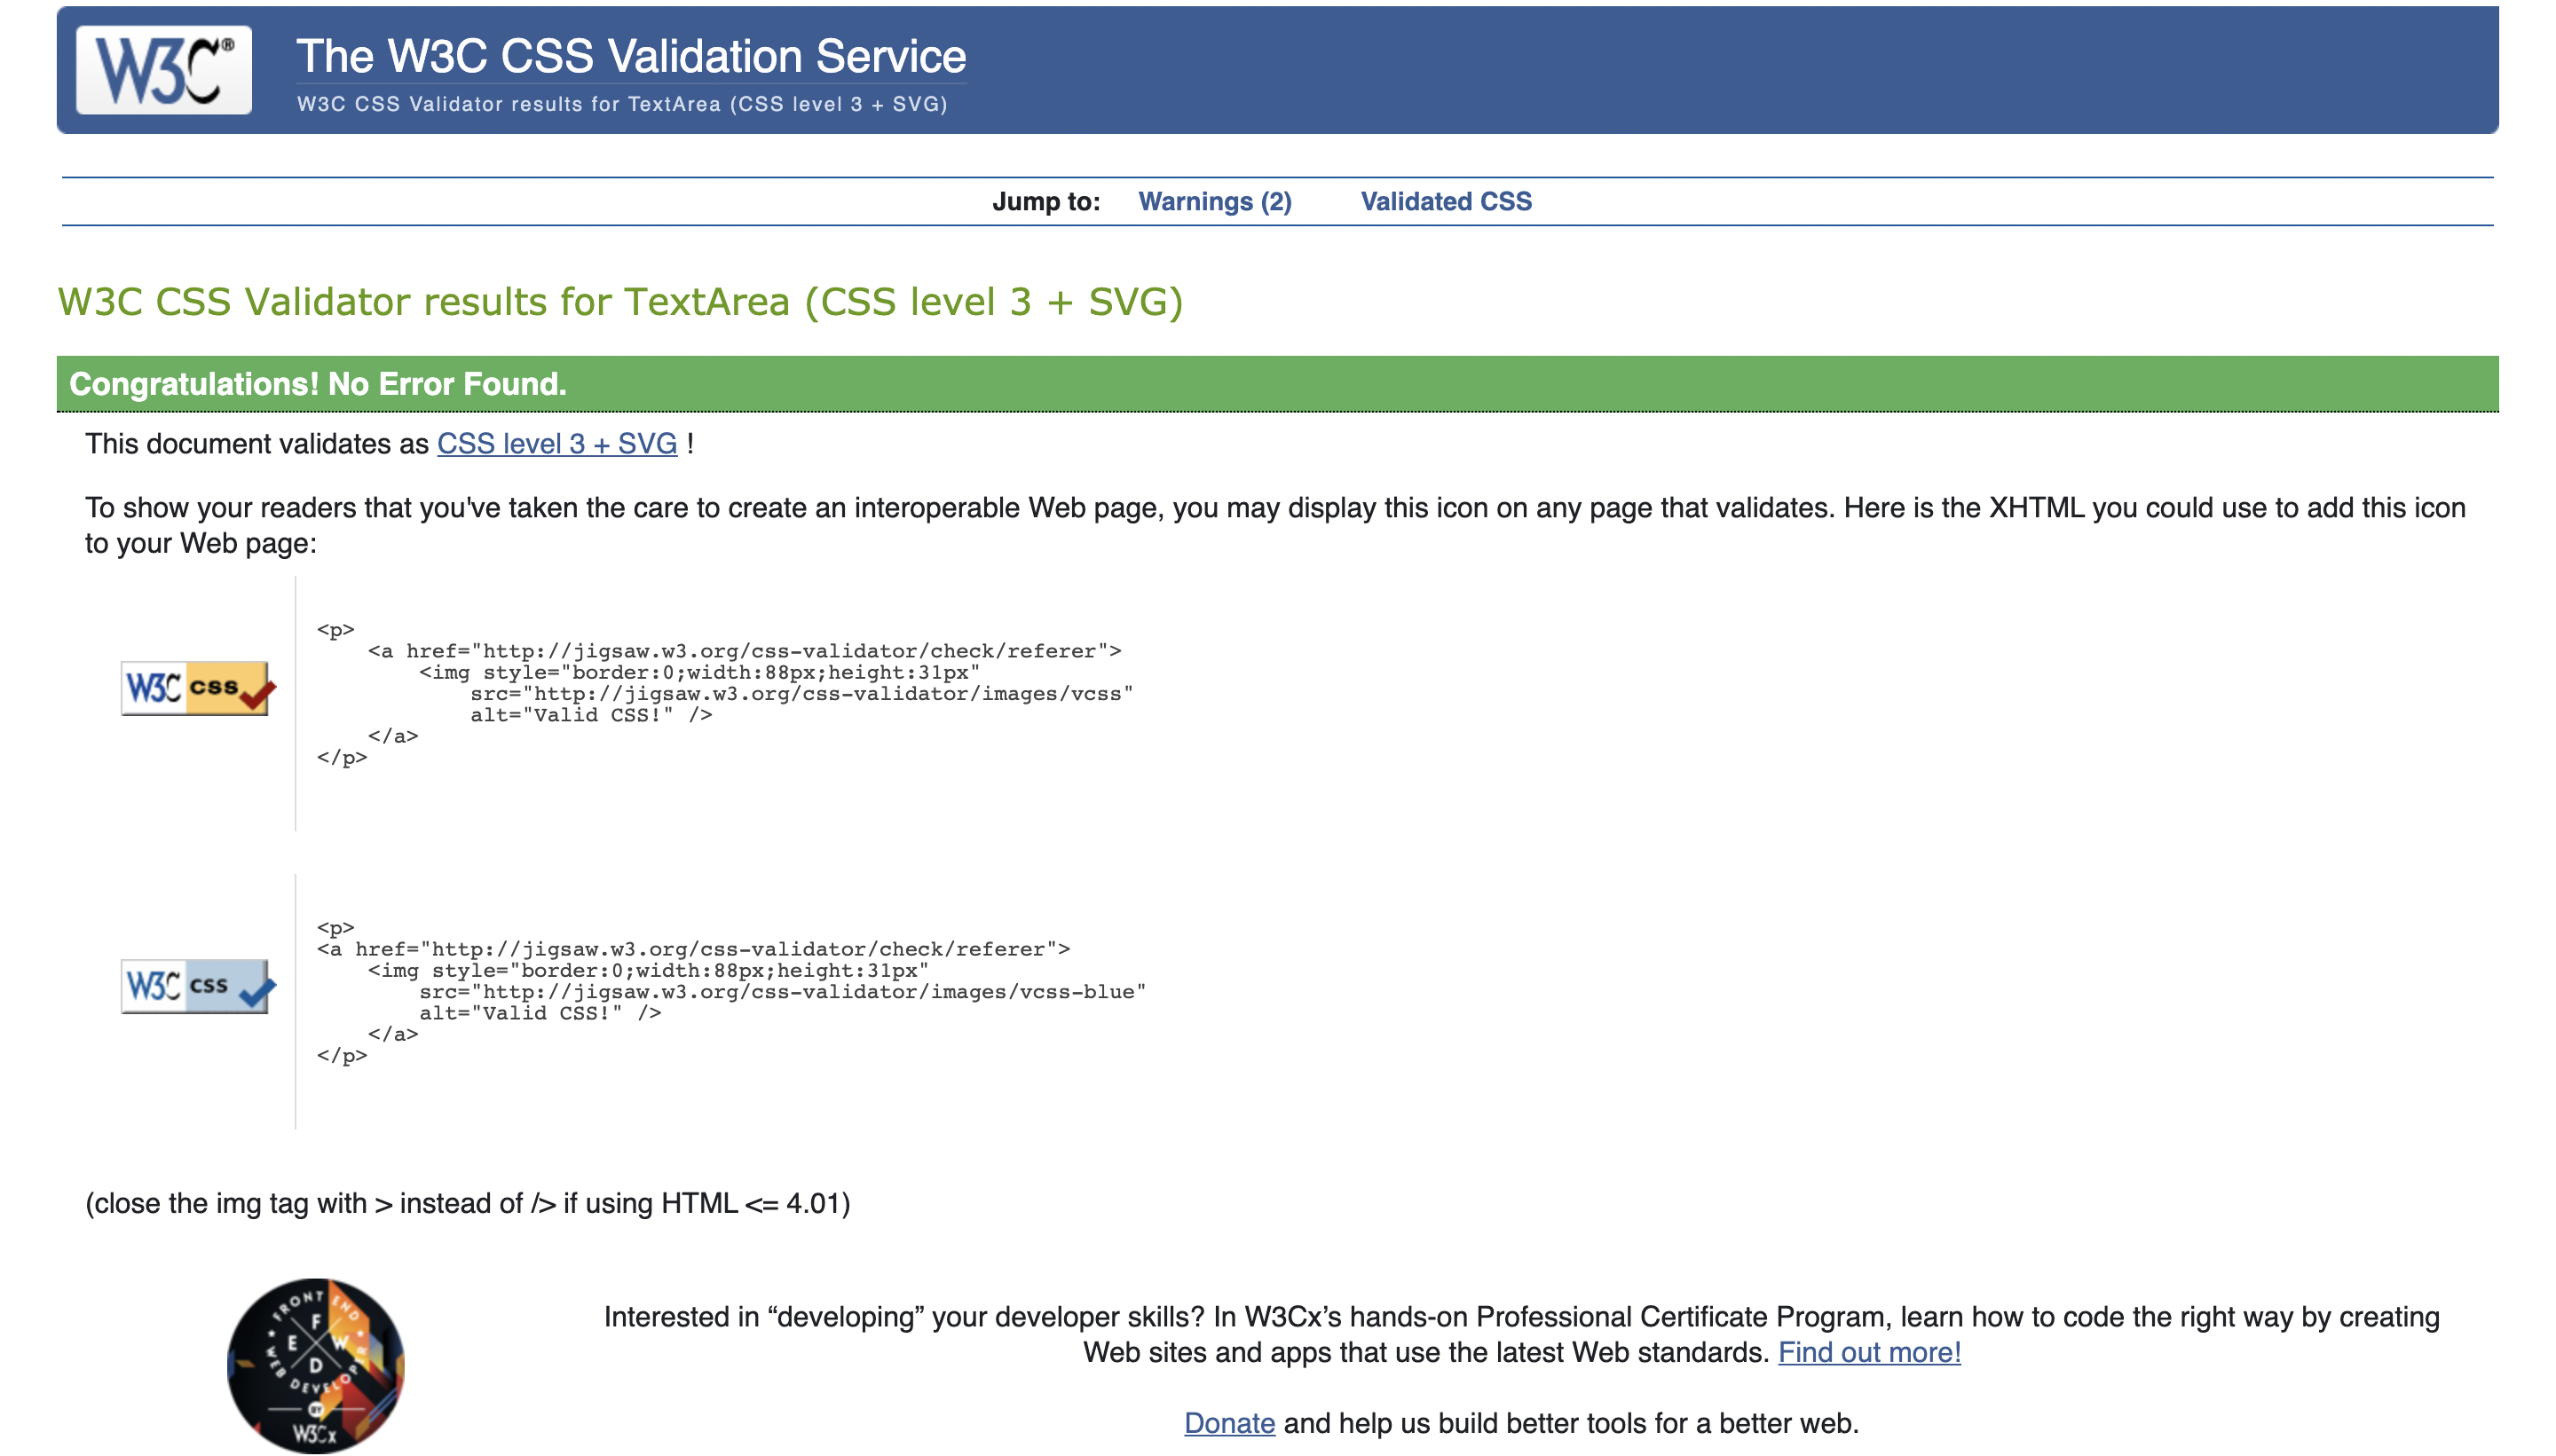 W3C®
The W3C CSS Validation Service
W3C CSS Validator results for TextArea (CSS level 3 + SVG)
Jump to: Warnings (2) Validated CSS
W3C CSS Validator results for TextArea (CSS level 3 + SVG)
Congratulations! No Error Found.
This document validates as CSS level 3 + SVG !
To show your readers that you've taken the care to create an interoperable Web page, you may display this icon on any page that validates. Here is the XHTML you could use to add this icon
to your Web page:
W3C css
<p>
    <a href="http://jigsaw.w3.org/css-validator/check/referer">
        <img style="border:0;width:88px;height:31px"
            src="http://jigsaw.w3.org/css-validator/images/vcss"
            alt="Valid CSS!" />
    </a>
</p>
W3C css
<p>
<a href="http://jigsaw.w3.org/css-validator/check/referer">
    <img style="border:0;width:88px;height:31px"
        src="http://jigsaw.w3.org/css-validator/images/vcss-blue"
        alt="Valid CSS!" />
    </a>
</p>
(close the img tag with > instead of /> if using HTML <= 4.01)
FRONT END
F
E W
D
WEB DEVELOPER
BY
W3Cx
Interested in “developing” your developer skills? In W3Cx’s hands-on Professional Certificate Program, learn how to code the right way by creating
Web sites and apps that use the latest Web standards. Find out more!
Donate and help us build better tools for a better web.